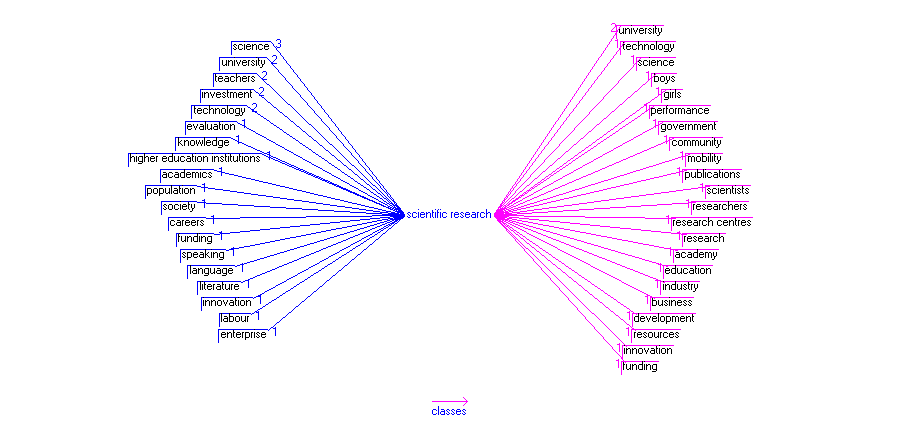 science 3
university 2
teachers 2
investment 2
technology 2
evaluation 1
knowledge 1
higher education institutions 1
academics 1
population 1
society 1
careers 1
funding 1
speaking 1
language 1
literature 1
innovation 1
labour 1
enterprise 1
scientific research
2 university
1 technology
1 science
1 boys
1 girls
1 performance
1 government
1 community
1 mobility
1 publications
1 scientists
1 researchers
1 research centres
1 research
1 academy
1 education
1 industry
1 business
1 development
1 resources
1 innovation
1 funding
classes